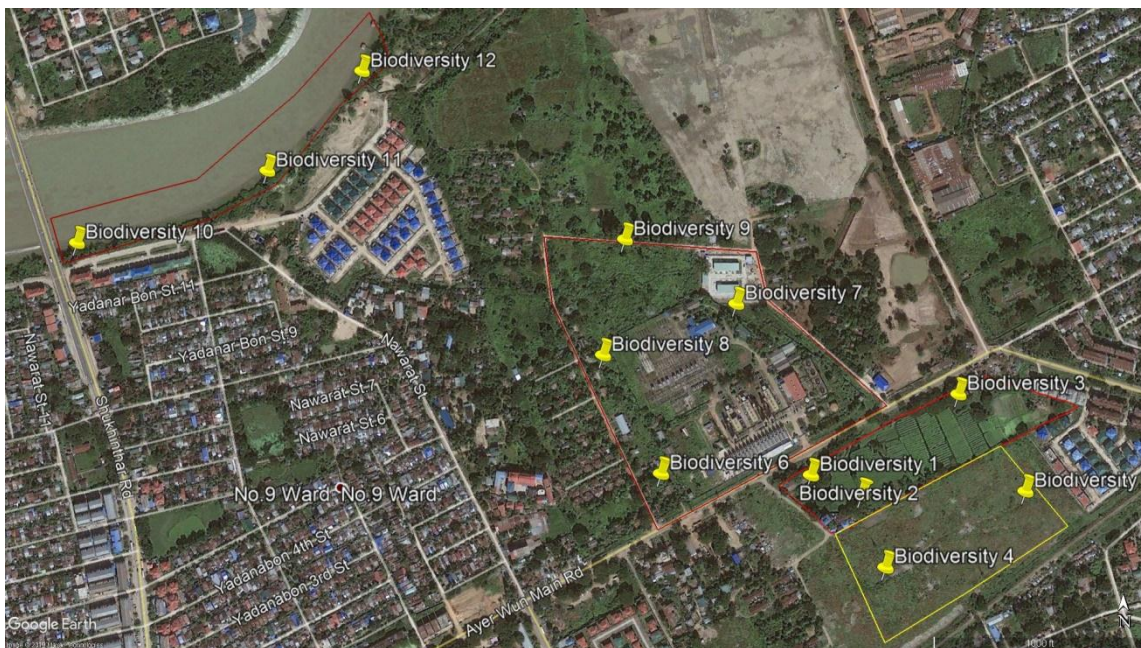 Biodiversity 12
Biodiversity 11
Biodiversity 10
Biodiversity 9
Biodiversity 7
Biodiversity 8
Biodiversity 3
Biodiversity 6
Biodiversity 1
Biodiversity 2
Biodiversity
Biodiversity 4
Yadanar Bon St 11
Yadanar Bon St 9
Nawarat St
Nawarat St 7
Nawarat St 6
Nawarat St 11
Shukhinthar Rd
No.9 Ward
No.9 Ward
Yadanabon 4th St
Yadanabon 3rd St
Ayer Wun Main Rd
Google Earth
1000 ft
N